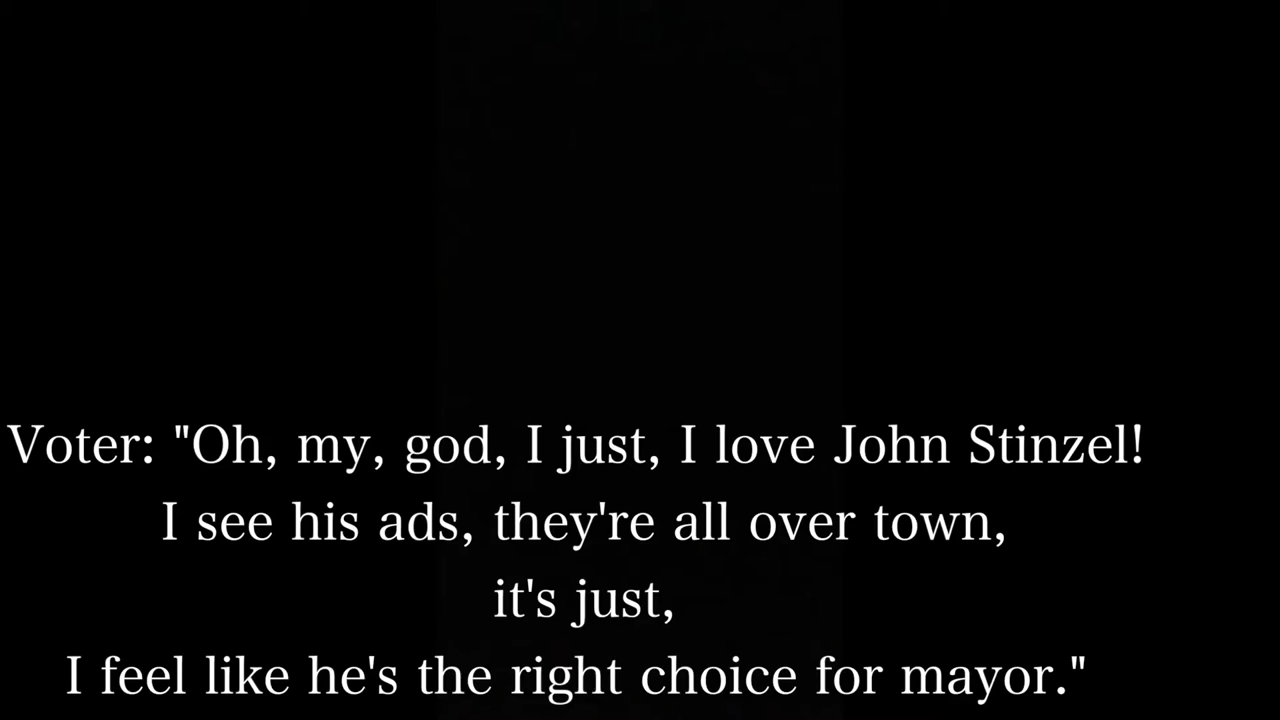 Voter: "Oh, my, god, I just, I love John Stinzel!
I see his ads, they're all over town,
it's just,
I feel like he's the right choice for mayor."